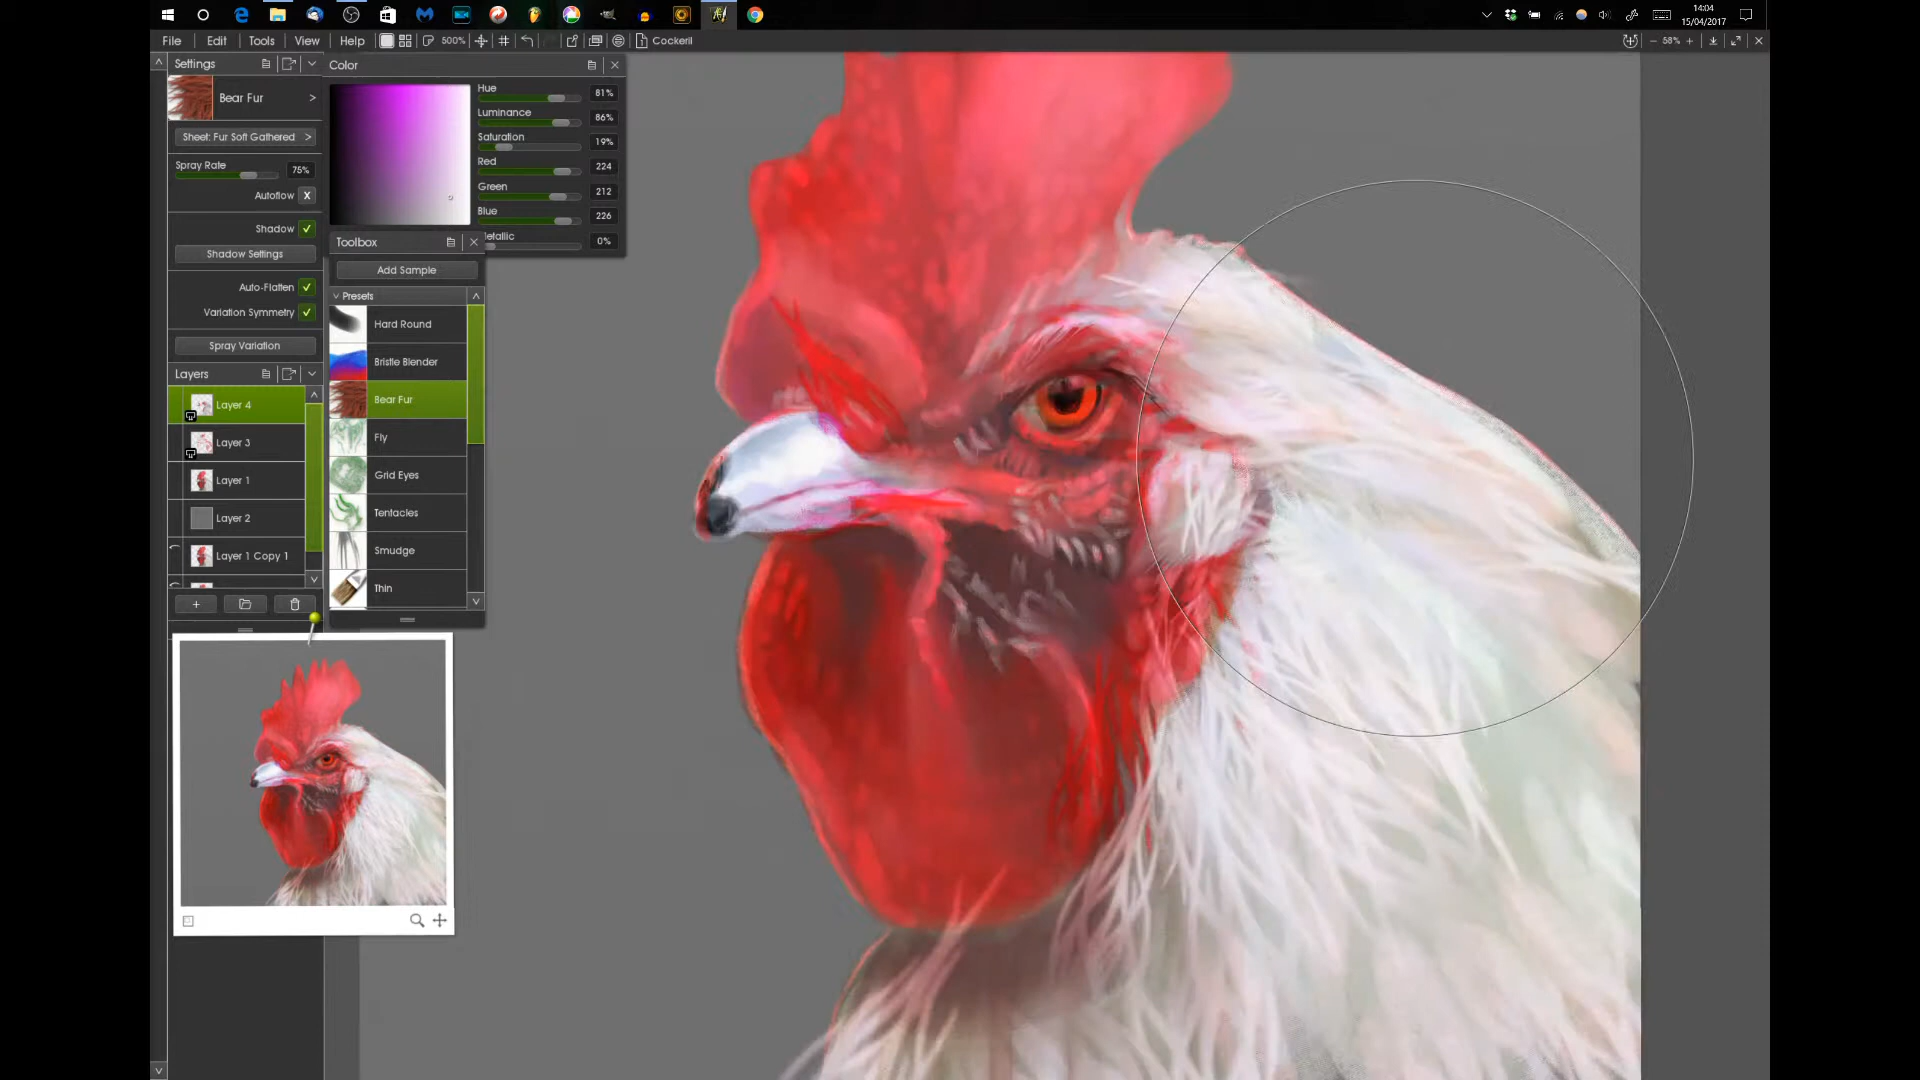 14:04
15/04/2017
File Edit Tools View Help 500% Cockeril 58%
Settings
Bear Fur
Sheet: Fur Soft Gathered
Spray Rate
75%
Autoflow X
Shadow
Shadow Settings
Auto-Flatten
Variation Symmetry
Spray Variation
Layers
Layer 4
Layer 3
Layer 1
Layer 2
Layer 1 Copy 1
Color
Hue 81%
Luminance 86%
Saturation 19%
Red 224
Green 212
Blue 226
etallic 0%
Toolbox
Add Sample
Presets
Hard Round
Bristle Blender
Bear Fur
Fly
Grid Eyes
Tentacles
Smudge
Thin